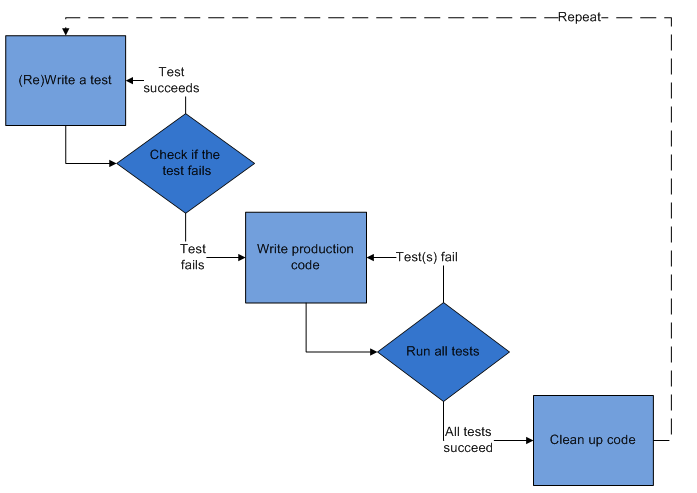 Repeat
(Re)Write a test
Test
succeeds
Check if the
test fails
Test
fails
Write production
code
Test(s) fail
Run all tests
All tests
succeed
Clean up code